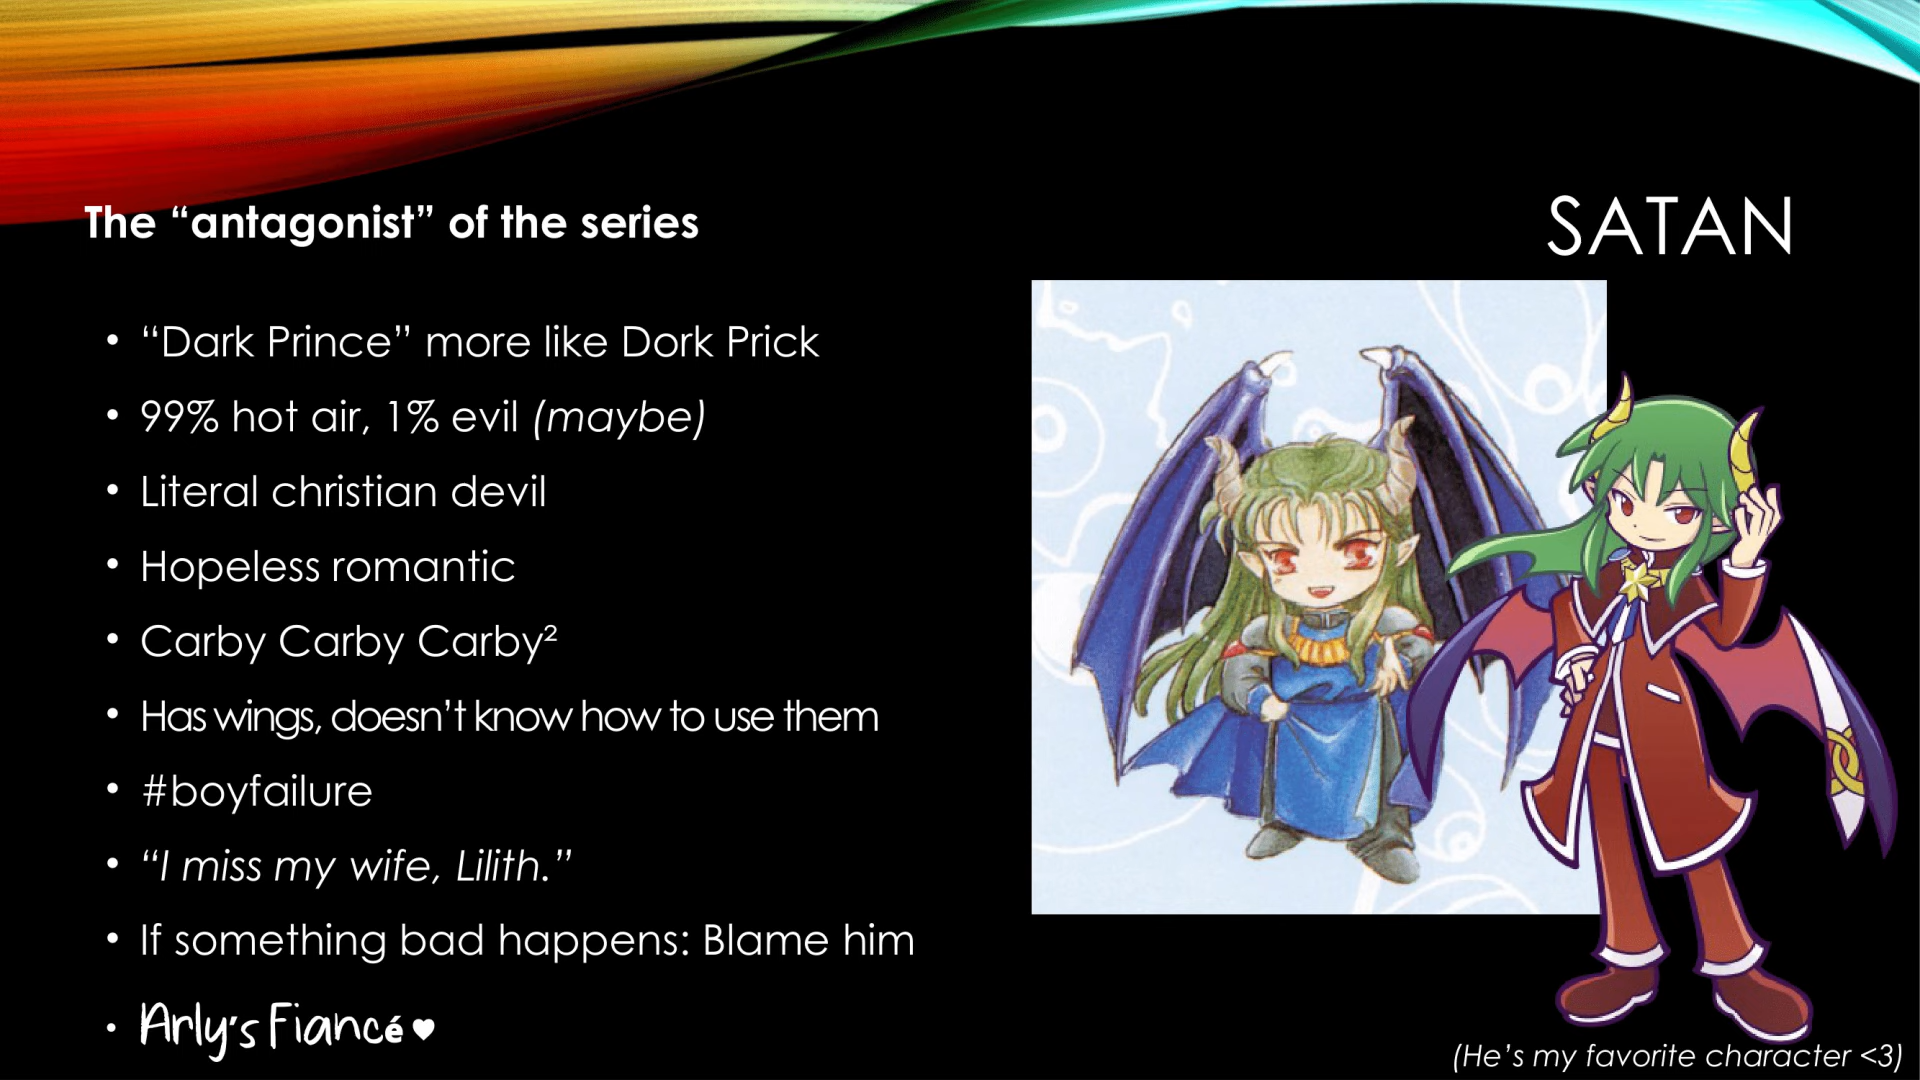 The “antagonist” of the series
SATAN
• “Dark Prince” more like Dork Prick
• 99% hot air, 1% evil (maybe)
• Literal christian devil
• Hopeless romantic
• Carby Carby Carby²
• Has wings, doesn’t know how to use them
• #boyfailure
• “I miss my wife, Lilith.”
• If something bad happens: Blame him
• Arly’s Fiancé ♥
(He’s my favorite character <3)